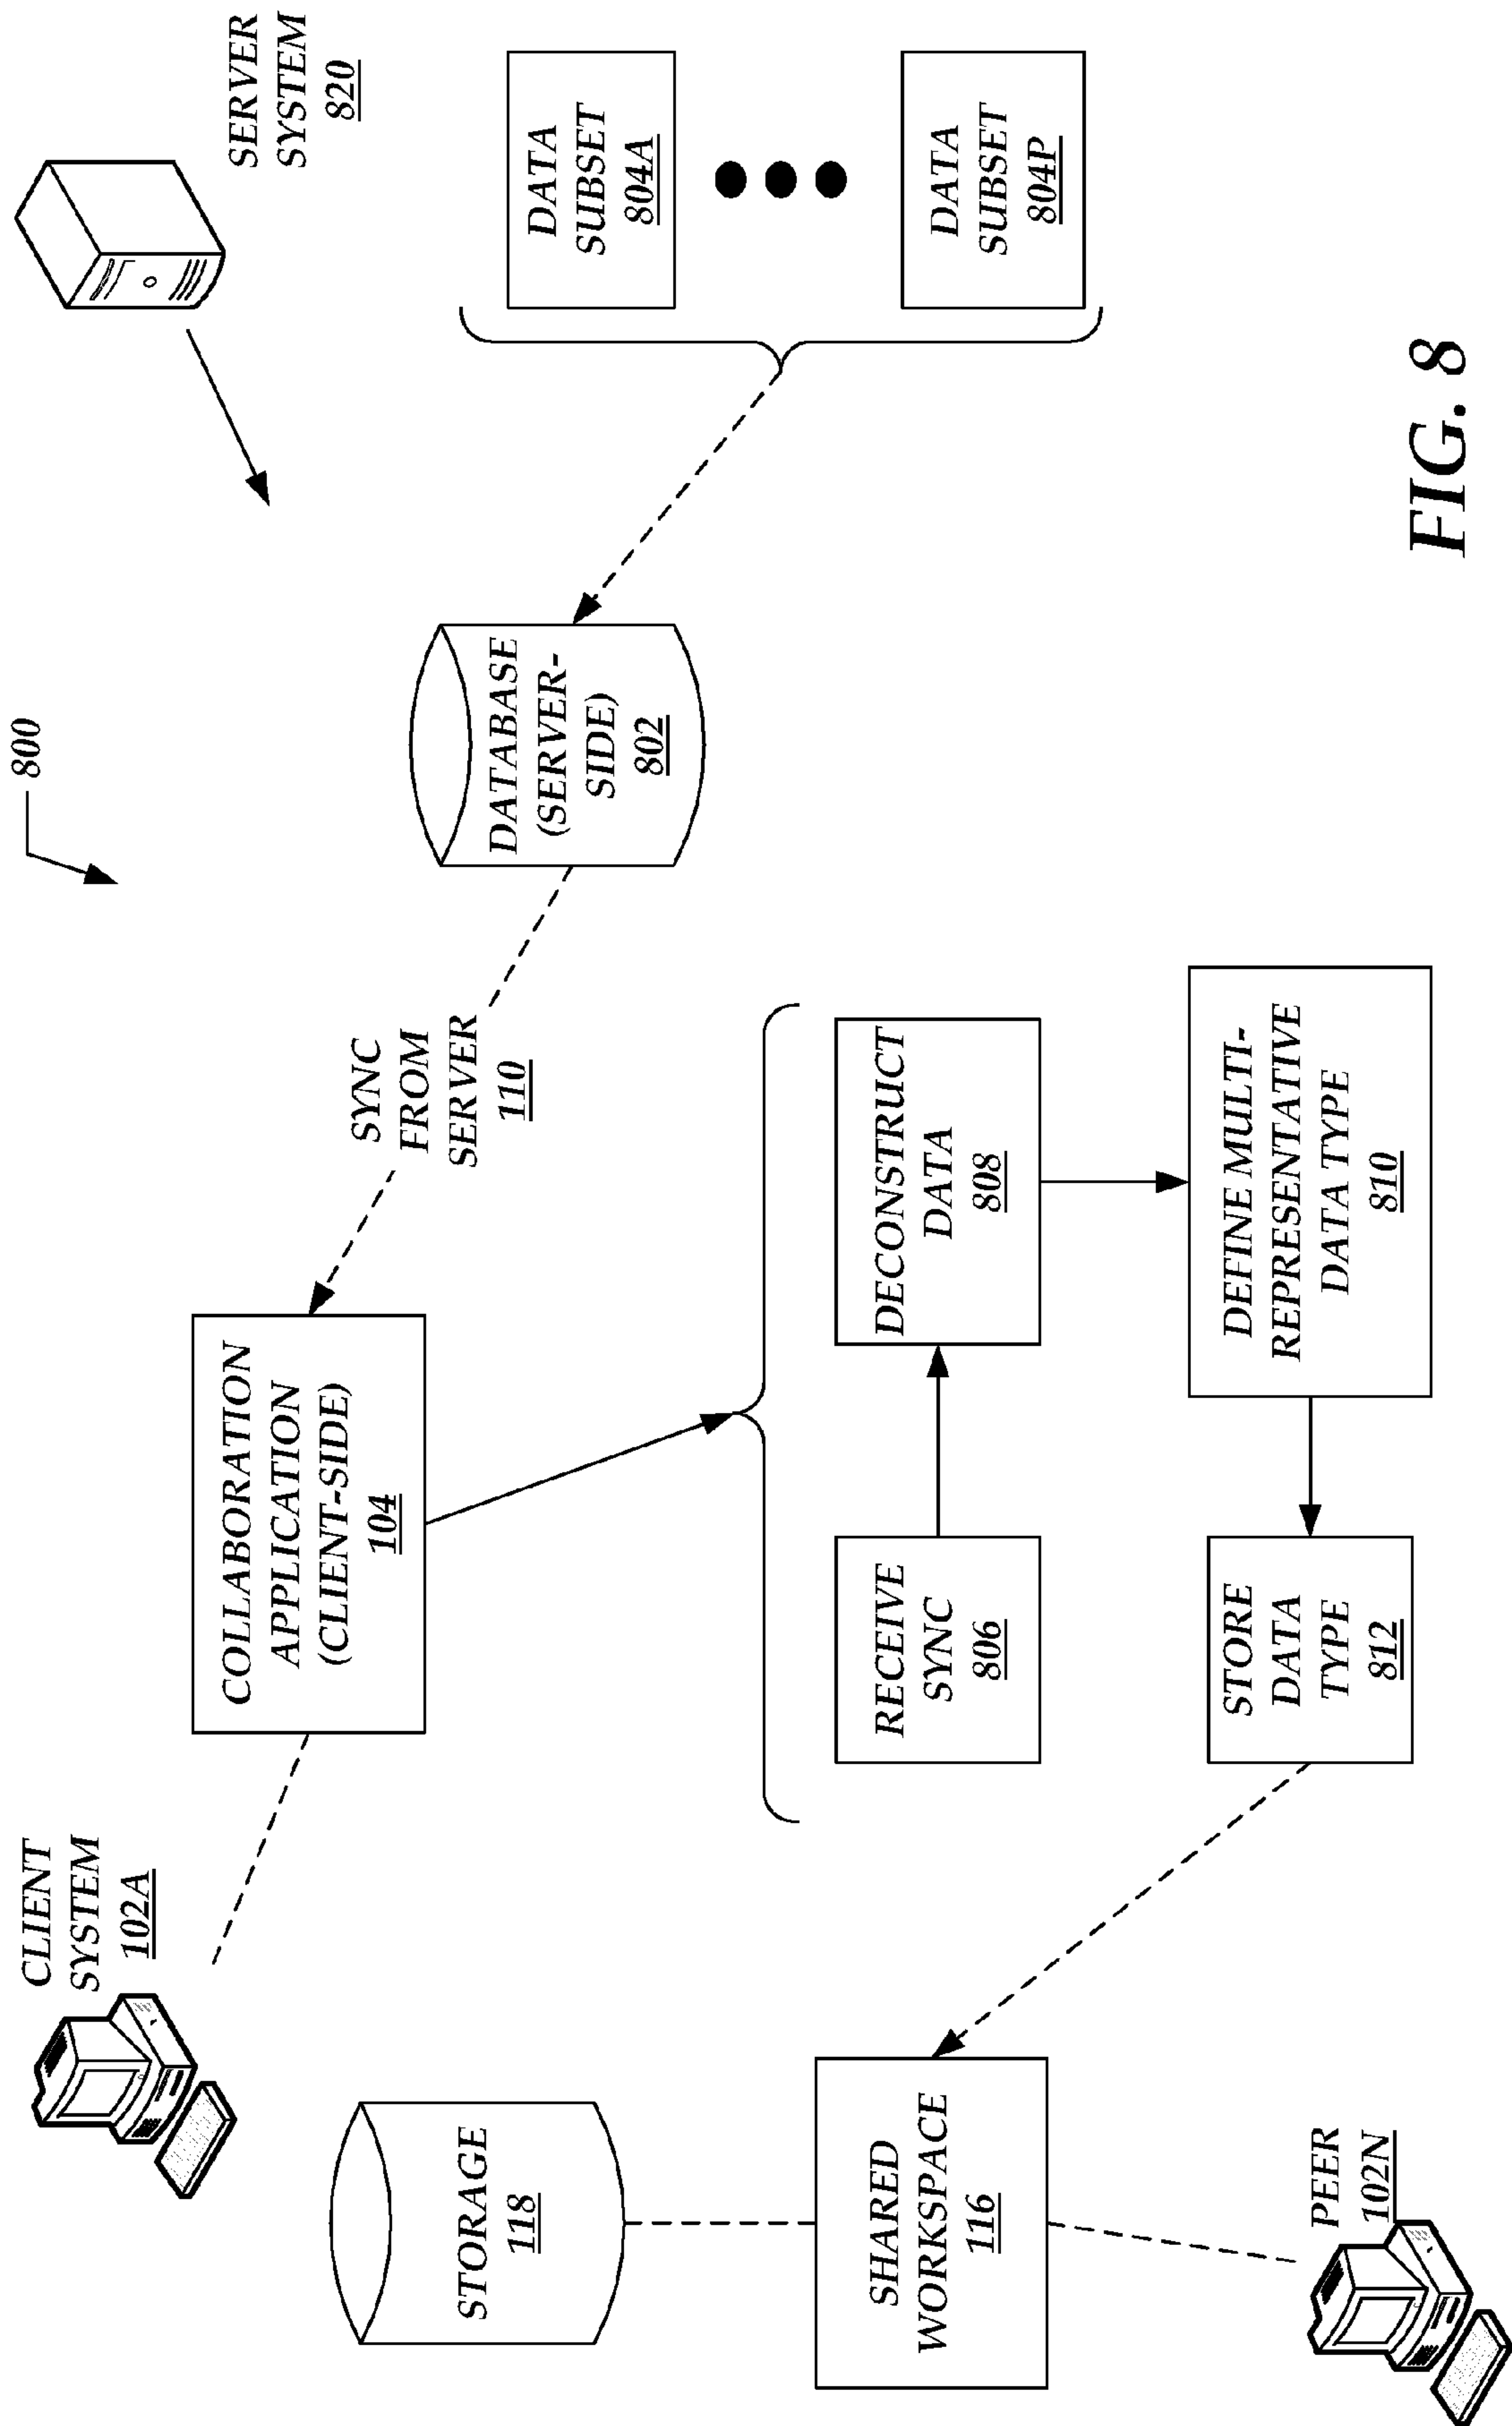 800
CLIENT
SYSTEM
102A
COLLABORATION
APPLICATION
(CLIENT-SIDE)
104
SYNC
FROM
SERVER
110
DATABASE
(SERVER-
SIDE)
802
SERVER
SYSTEM
820
DATA
SUBSET
804A
DATA
SUBSET
804P
STORAGE
118
SHARED
WORKSPACE
116
PEER
102N
RECEIVE
SYNC
806
DECONSTRUCT
DATA
808
DEFINE MULTI-
REPRESENTATIVE
DATA TYPE
810
STORE
DATA
TYPE
812
FIG. 8